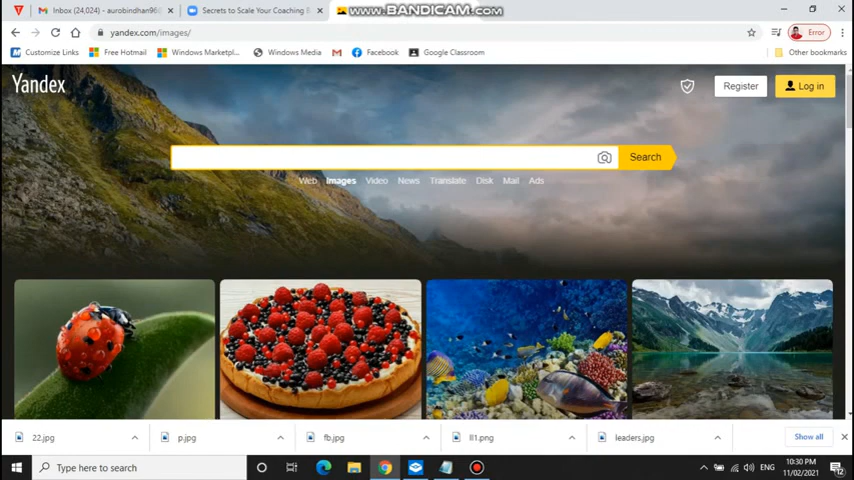 Inbox (24,024) - aurobindhan96@
Secrets to Scale Your Coaching B
www.BANDICAM.com
yandex.com/images/
Error
Customize Links
Free Hotmail
Windows Marketpl...
Windows Media
Facebook
Google Classroom
Other bookmarks
Yandex
Register
Log in
Search
Web Images Video News Translate Disk Mail Ads
22.jpg
p.jpg
fb.jpg
ll1.png
leaders.jpg
Show all
Type here to search
ENG
10:30 PM
11/02/2021
12